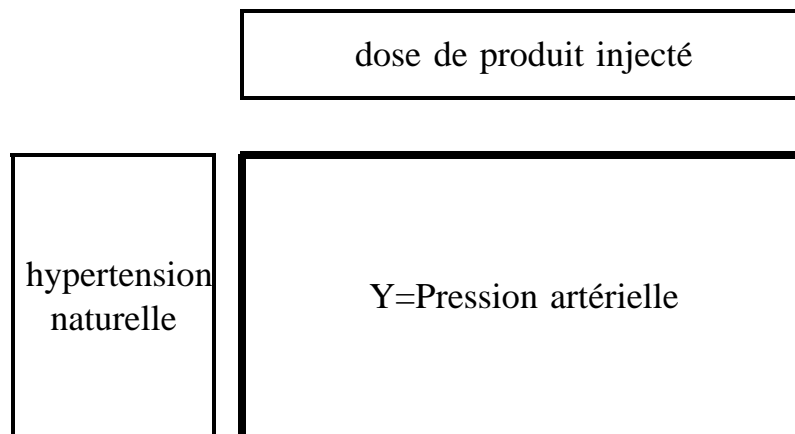 dose de produit injecté
hypertension
naturelle
Y=Pression artérielle